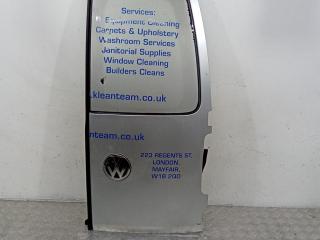 Services:
Equipment Cleaning
Carpets & Upholstery
Washroom Services
Janitorial Supplies
Window Cleaning
Builders Cleans
.kleanteam.co.uk
anteam.co.uk
223 REGENTS ST.
LONDON,
MAYFAIR,
W1B 2QD